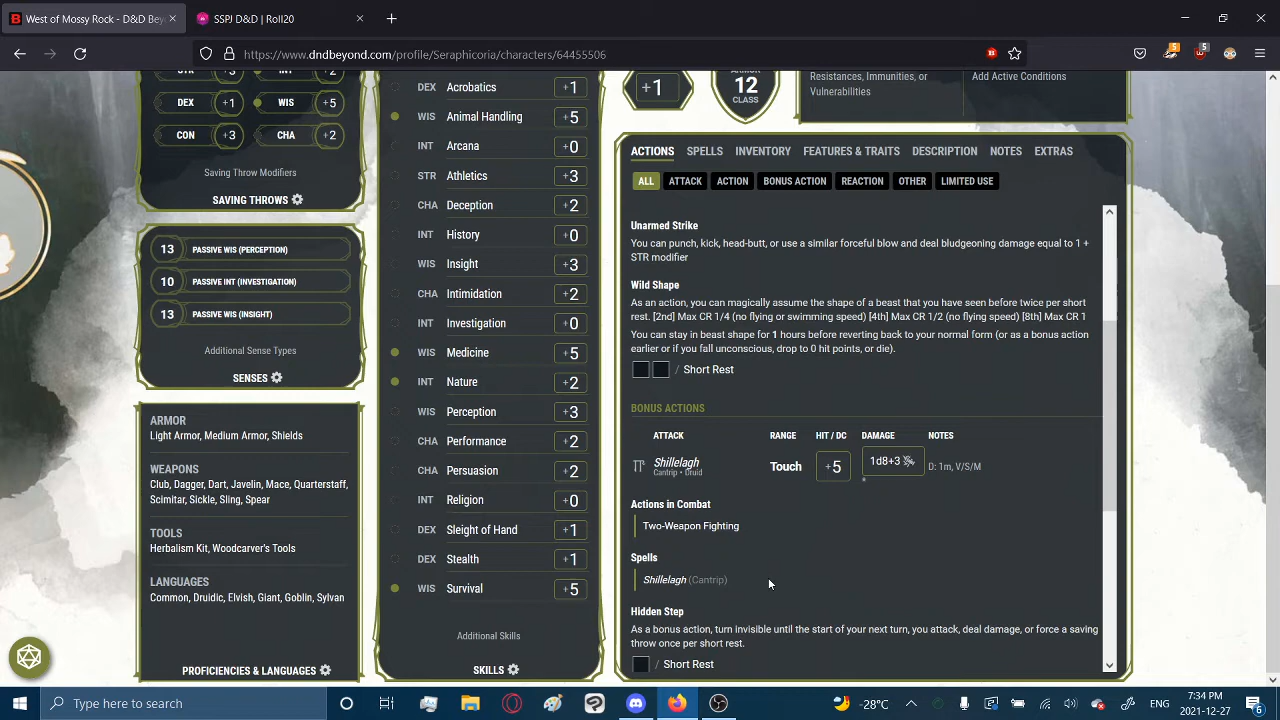 West of Mossy Rock - D&D Bey
SSPJ D&D | Roll20
https://www.dndbeyond.com/profile/Seraphicvria/characters/64455506
5
5
STR +3 INT +2
DEX +1 WIS +5
CON +3 CHA +2
Saving Throw Modifiers
SAVING THROWS
13 PASSIVE WIS (PERCEPTION)
10 PASSIVE INT (INVESTIGATION)
13 PASSIVE WIS (INSIGHT)
Additional Sense Types
SENSES
ARMOR
Light Armor, Medium Armor, Shields
WEAPONS
Club, Dagger, Dart, Javelin, Mace, Quarterstaff,
Scimitar, Sickle, Sling, Spear
TOOLS
Herbalism Kit, Woodcarver's Tools
LANGUAGES
Common, Druidic, Elvish, Giant, Goblin, Sylvan
PROFICIENCIES & LANGUAGES
DEX Acrobatics +1
WIS Animal Handling +5
INT Arcana +0
STR Athletics +3
CHA Deception +2
INT History +0
WIS Insight +3
CHA Intimidation +2
INT Investigation +0
WIS Medicine +5
INT Nature +2
WIS Perception +3
CHA Performance +2
CHA Persuasion +2
INT Religion +0
DEX Sleight of Hand +1
DEX Stealth +1
WIS Survival +5
Additional Skills
SKILLS
+1
ARMOR
12
CLASS
Resistances, Immunities, or
Vulnerabilities
Add Active Conditions
ACTIONS SPELLS INVENTORY FEATURES & TRAITS DESCRIPTION NOTES EXTRAS
ALL ATTACK ACTION BONUS ACTION REACTION OTHER LIMITED USE
Unarmed Strike
You can punch, kick, head-butt, or use a similar forceful blow and deal bludgeoning damage equal to 1 +
STR modifier
Wild Shape
As an action, you can magically assume the shape of a beast that you have seen before twice per short
rest. [2nd] Max CR 1/4 (no flying or swimming speed) [4th] Max CR 1/2 (no flying speed) [8th] Max CR 1
You can stay in beast shape for 1 hours before reverting back to your normal form (or as a bonus action
earlier or if you fall unconscious, drop to 0 hit points, or die).
/ Short Rest
BONUS ACTIONS
ATTACK RANGE HIT / DC DAMAGE NOTES
Shillelagh Touch +5 1d8+3 D: 1m, V/S/M
Cantrip • Druid
Actions in Combat
Two-Weapon Fighting
Spells
Shillelagh (Cantrip)
Hidden Step
As a bonus action, turn invisible until the start of your next turn, you attack, deal damage, or force a saving
throw once per short rest.
/ Short Rest
Type here to search
-28°C
ENG
7:34 PM
2021-12-27
6